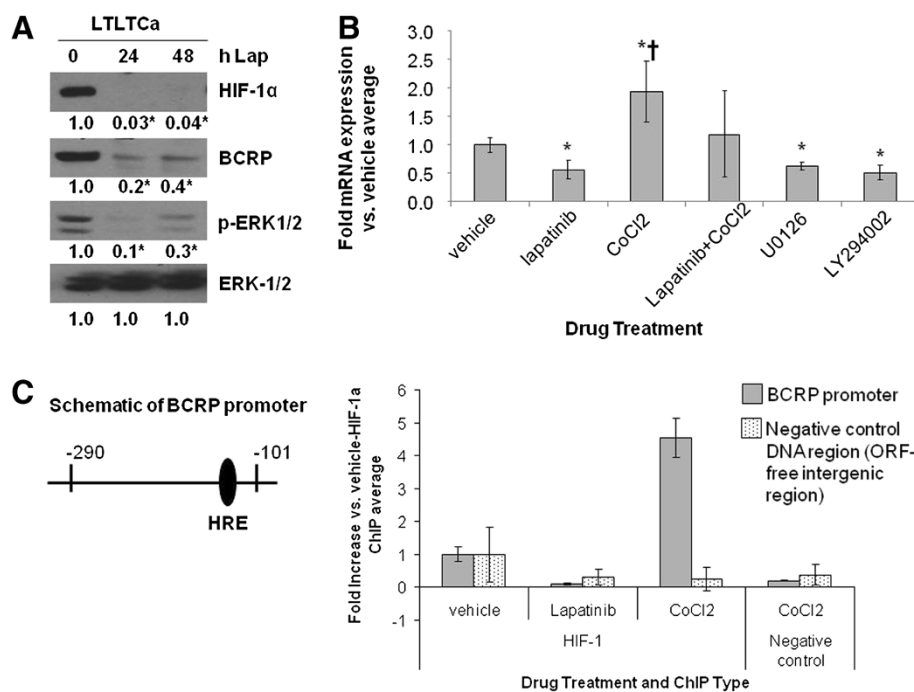 A
LTLTCa
0 24 48 h Lap
HIF-1α
1.0 0.03* 0.04*
BCRP
1.0 0.2* 0.4*
p-ERK1/2
1.0 0.1* 0.3*
ERK-1/2
1.0 1.0 1.0
B
Fold mRNA expression
vs. vehicle average
3.0
2.5
2.0
1.5
1.0
0.5
0.0
*
*†
*
*
vehicle
lapatinib
CoCl2
Lapatinib+CoCl2
U0126
LY294002
Drug Treatment
C
Schematic of BCRP promoter
-290
-101
HRE
Fold Increase vs. vehicle-HIF-1a
ChIP average
6
5
4
3
2
1
0
-1
BCRP promoter
Negative control
DNA region (ORF-
free intergenic
region)
vehicle Lapatinib CoCl2 CoCl2
HIF-1 Negative
control
Drug Treatment and ChIP Type